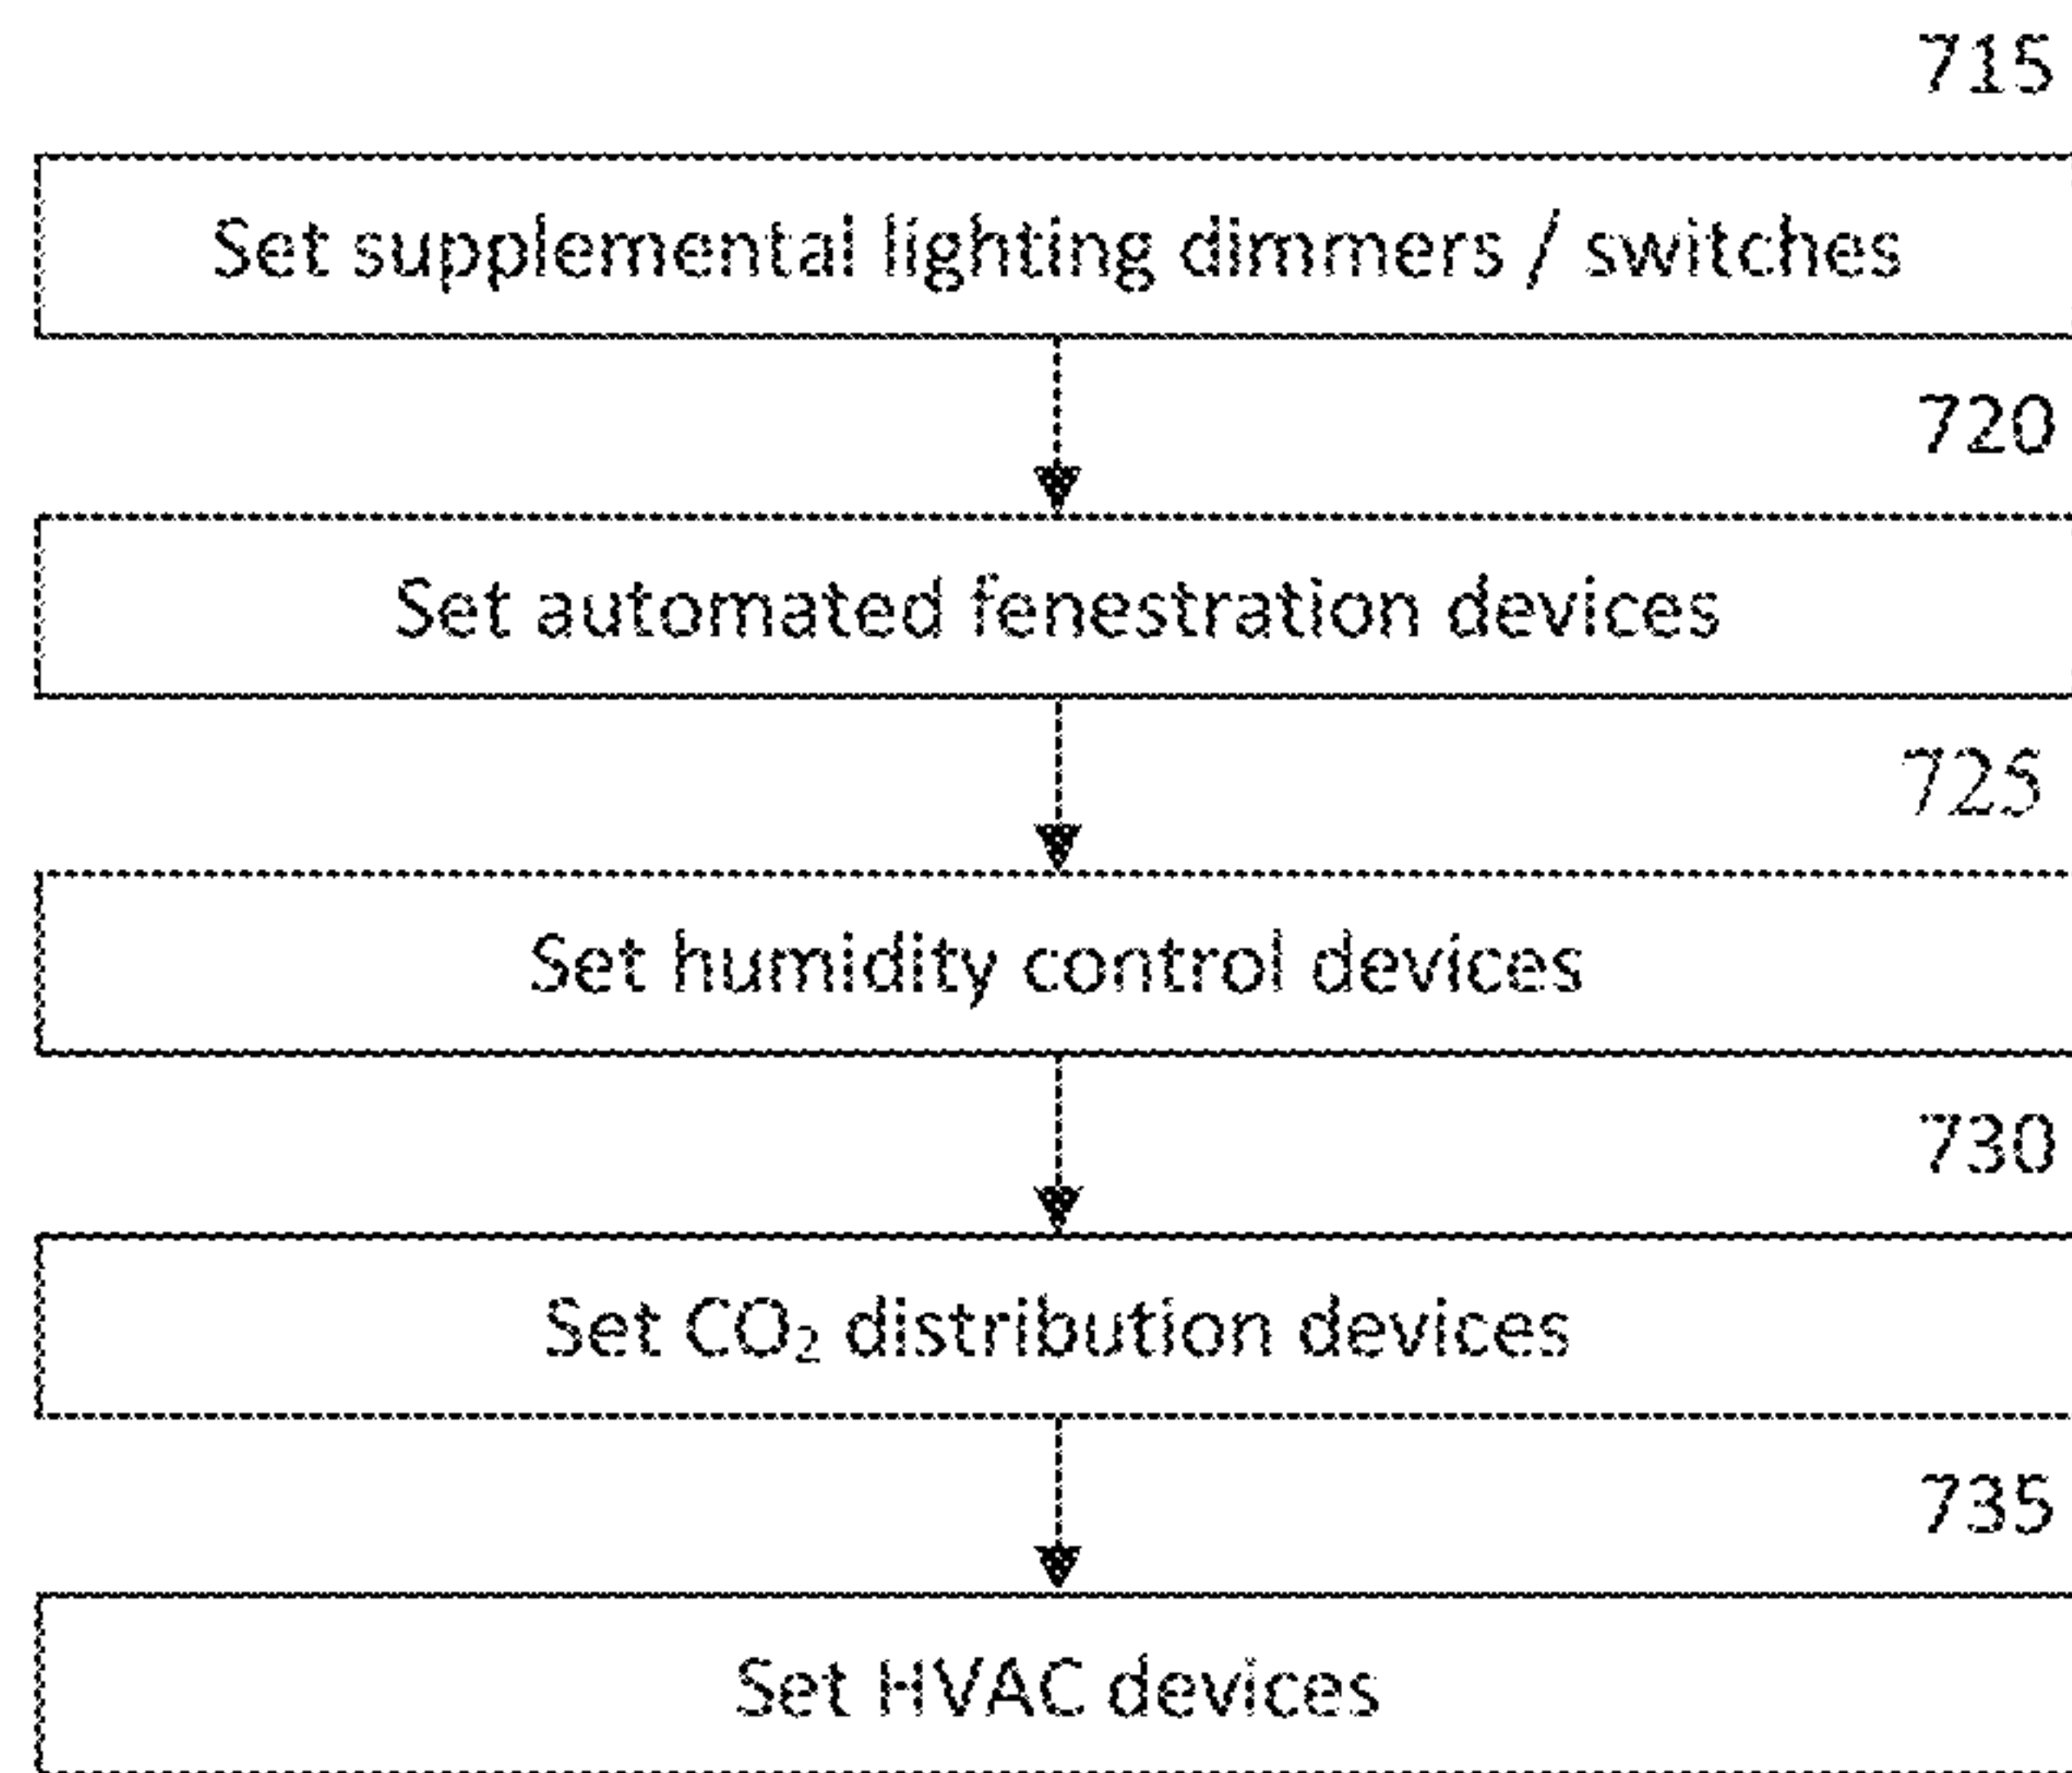 715
Set supplemental lighting dimmers / switches
720
Set automated fenestration devices
725
Set humidity control devices
730
Set CO₂ distribution devices
735
Set HVAC devices